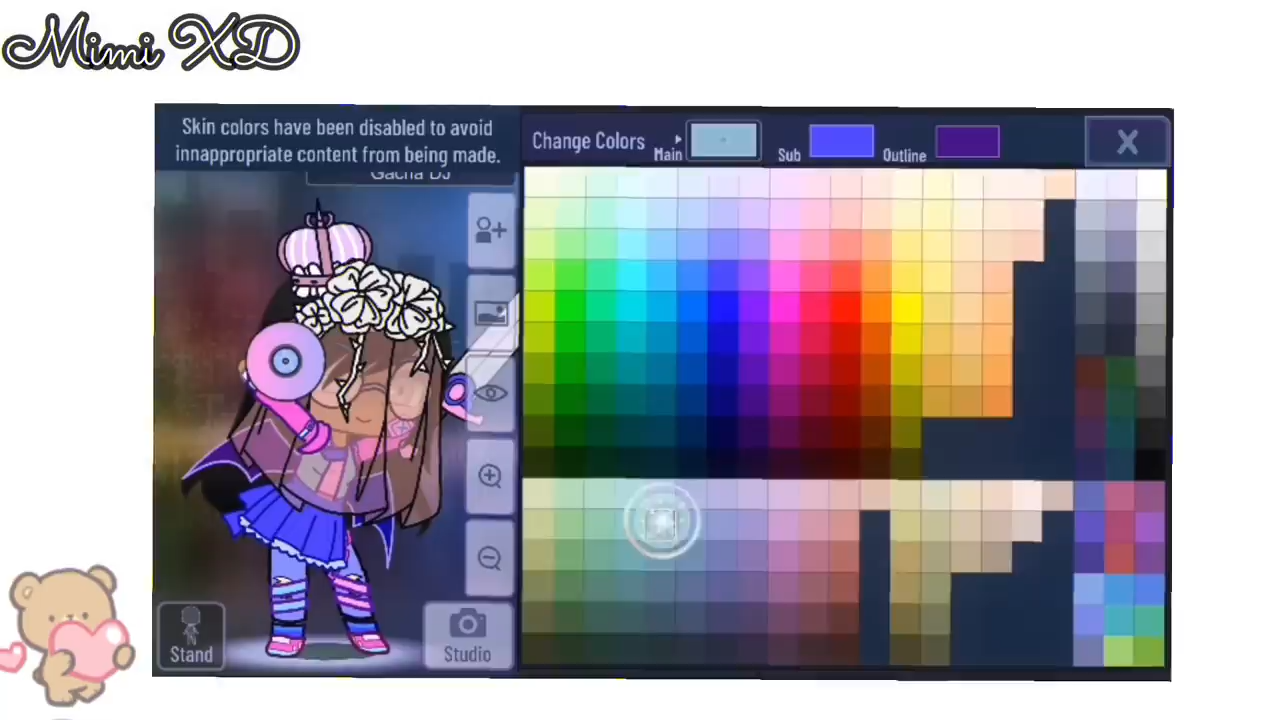 Mimi XD
Skin colors have been disabled to avoid
innappropriate content from being made.
Gacha DJ
Change Colors
Main
Sub
Outline
X
Stand
Studio